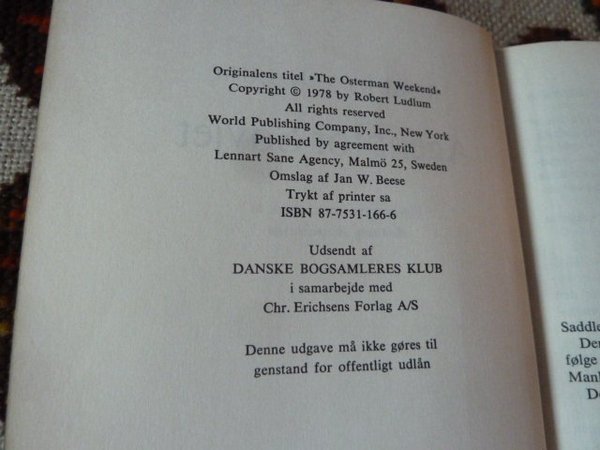 Originalens titel »The Osterman Weekend«
Copyright © 1978 by Robert Ludlum
All rights reserved
World Publishing Company, Inc., New York
Published by agreement with
Lennart Sane Agency, Malmö 25, Sweden
Omslag af Jan W. Beese
Trykt af printer sa
ISBN 87-7531-166-6
Udsendt af
DANSKE BOGSAMLERES KLUB
i samarbejde med
Chr. Erichsens Forlag A/S
Denne udgave må ikke gøres til
genstand for offentligt udlån
Saddle
følge